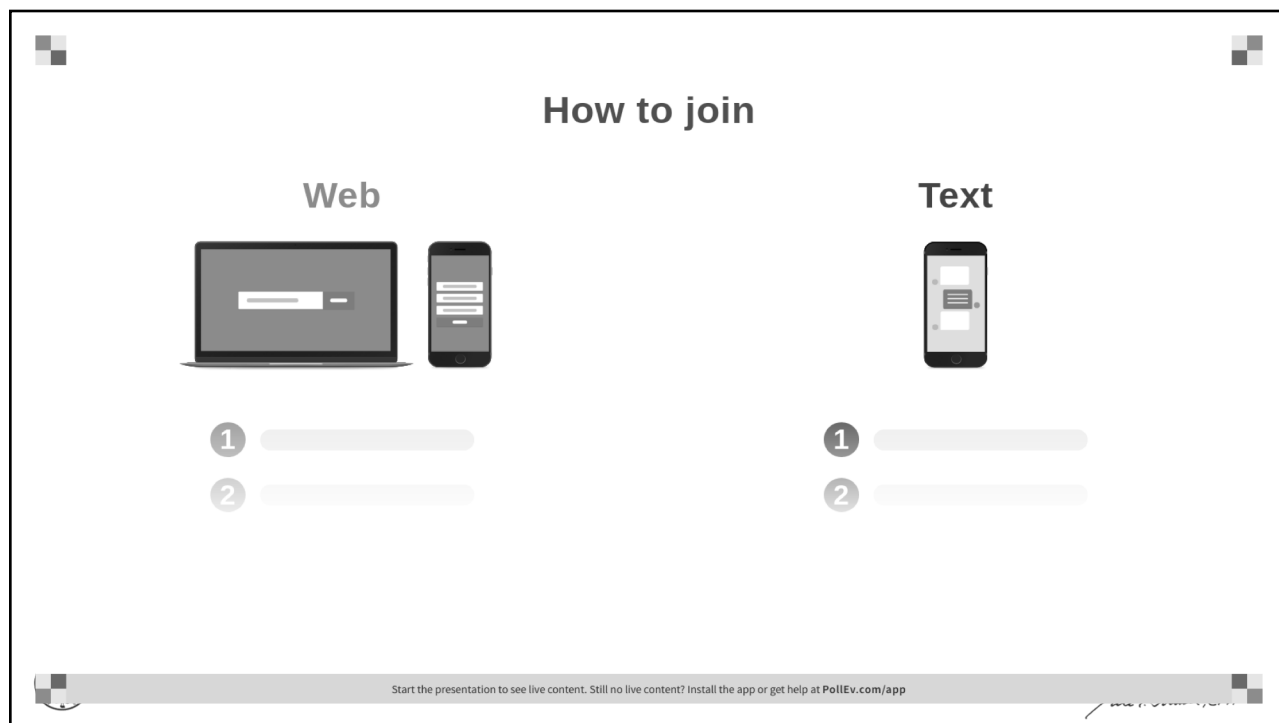 How to join
Web
Text
1
2
1
2
Start the presentation to see live content. Still no live content? Install the app or get help at PollEv.com/app